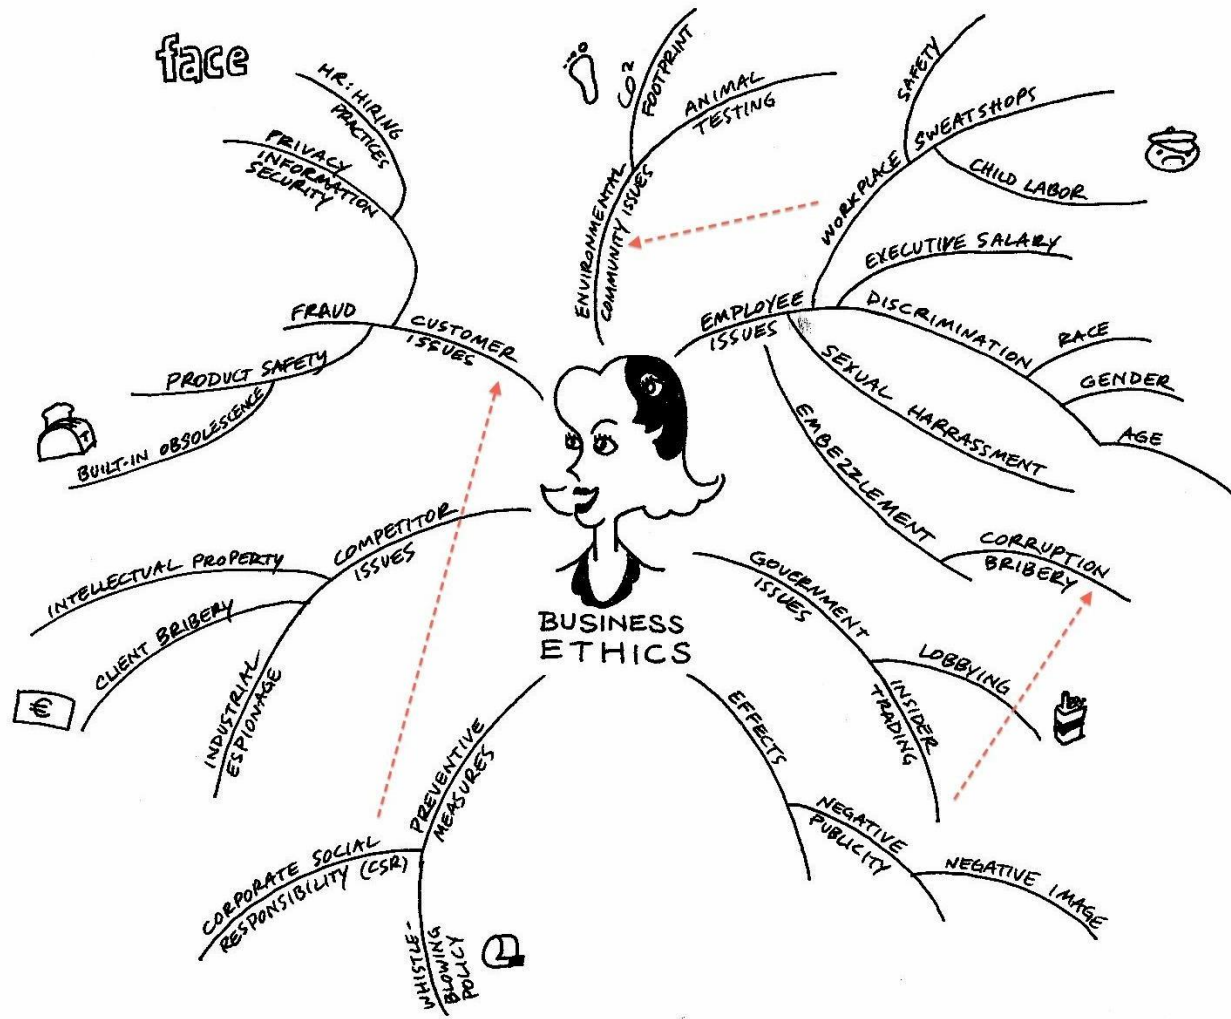 face
HR: HIRING
PRACTICES
PRIVACY
INFORMATION
SECURITY
FRAUD
CUSTOMER
ISSUES
PRODUCT SAFETY
BUILT-IN OBSOLESCENCE
CO2
FOOTPRINT
ANIMAL
TESTING
ENVIRONMENTAL
COMMUNITY ISSUES
SAFETY
SWEATSHOPS
WORKPLACE
CHILD LABOR
EXECUTIVE SALARY
EMPLOYEE
ISSUES
DISCRIMINATION
RACE
GENDER
AGE
SEXUAL HARRASSMENT
EMBEZZLEMENT
CORRUPTION
BRIBERY
COMPETITOR
ISSUES
INTELLECTUAL PROPERTY
CLIENT BRIBERY
€
INDUSTRIAL
ESPIONAGE
BUSINESS
ETHICS
GOVERNMENT
ISSUES
LOBBYING
INSIDER
TRADING
PREVENTIVE
MEASURES
CORPORATE SOCIAL
RESPONSIBILITY (CSR)
WHISTLE-
BLOWING
POLICY
EFFECTS
NEGATIVE
PUBLICITY
NEGATIVE IMAGE